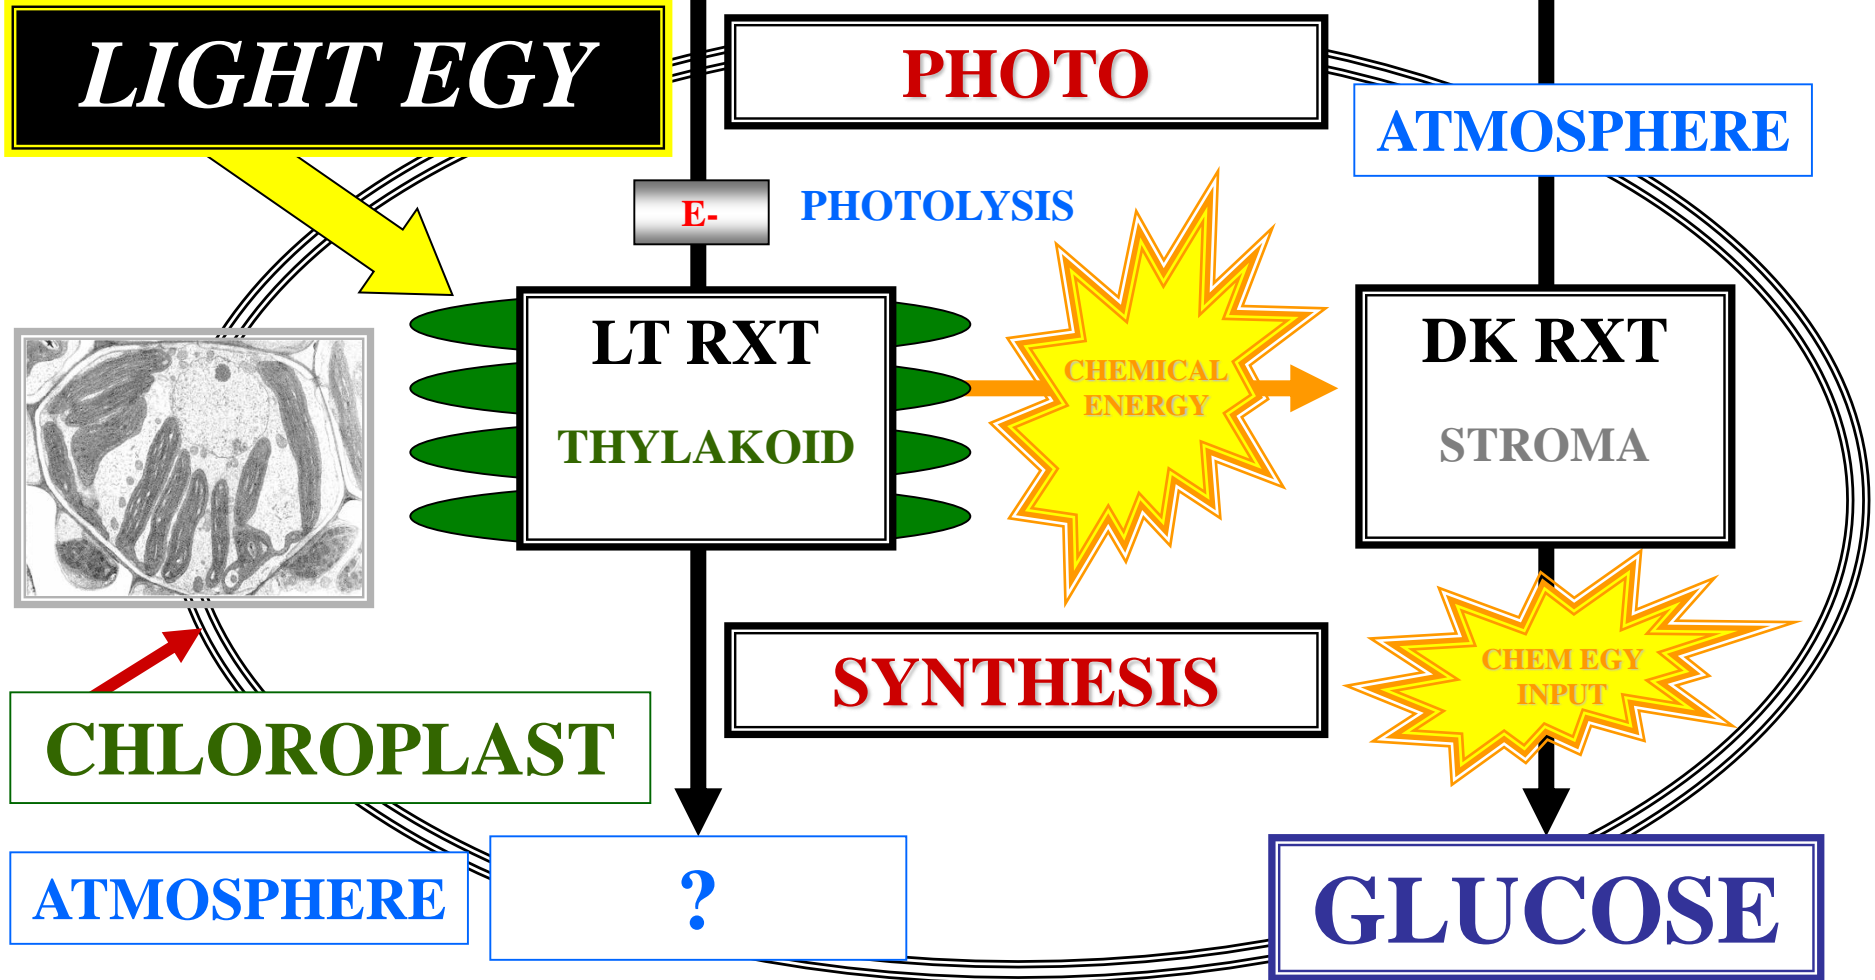 LIGHT EGY
PHOTO
ATMOSPHERE
E-
PHOTOLYSIS
LT RXT
THYLAKOID
CHEMICAL
ENERGY
DK RXT
STROMA
SYNTHESIS
CHEM EGY
INPUT
CHLOROPLAST
ATMOSPHERE
?
GLUCOSE